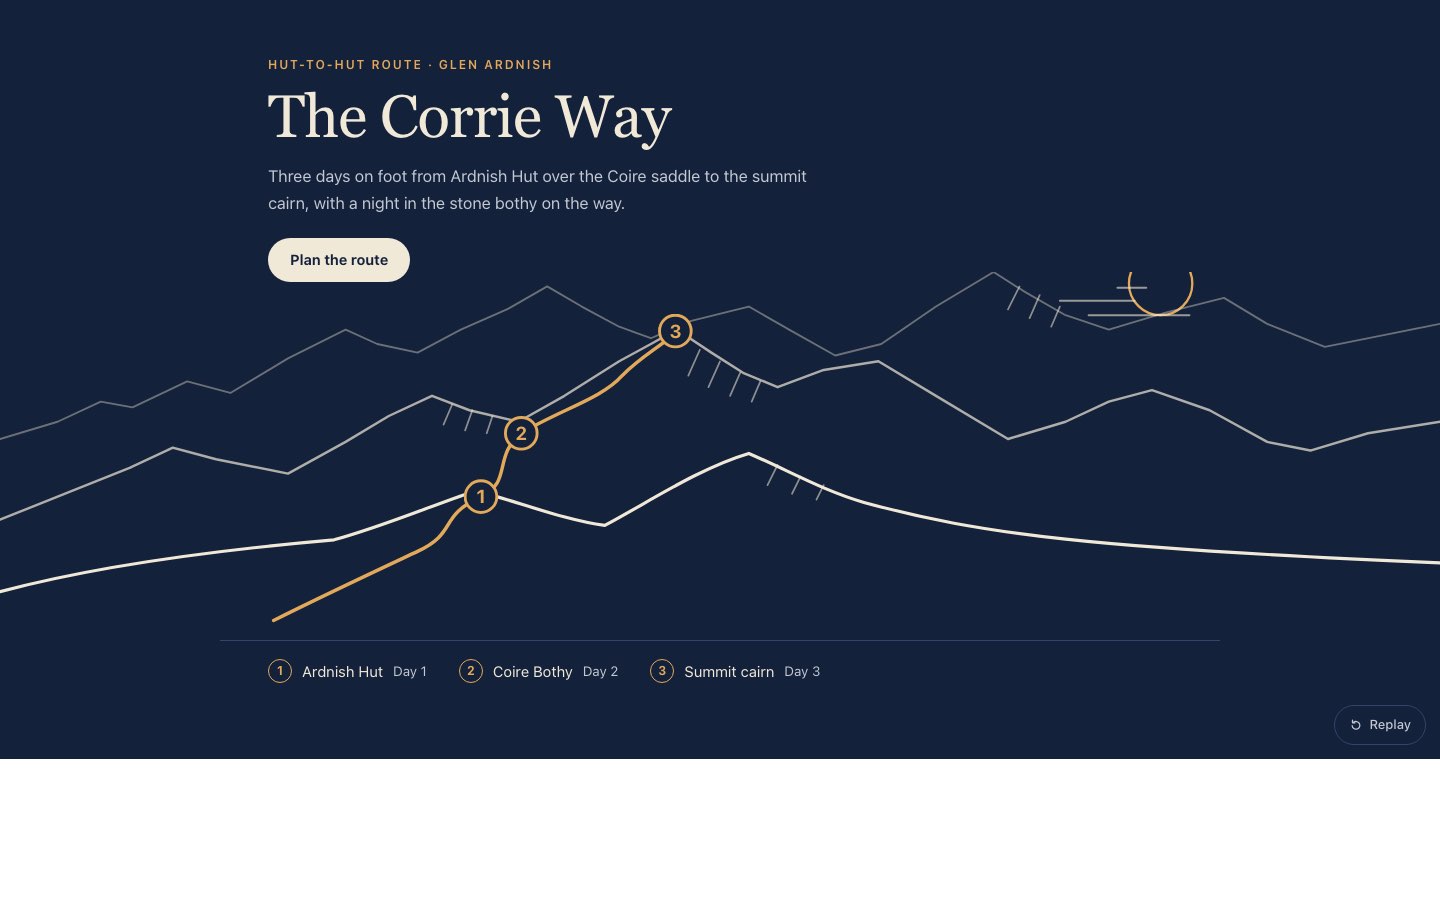 HUT-TO-HUT ROUTE · GLEN ARDNISH
The Corrie Way
Three days on foot from Ardnish Hut over the Coire saddle to the summit
cairn, with a night in the stone bothy on the way.
Plan the route
3
2
1
1 Ardnish Hut Day 1
2 Coire Bothy Day 2
3 Summit cairn Day 3
Replay